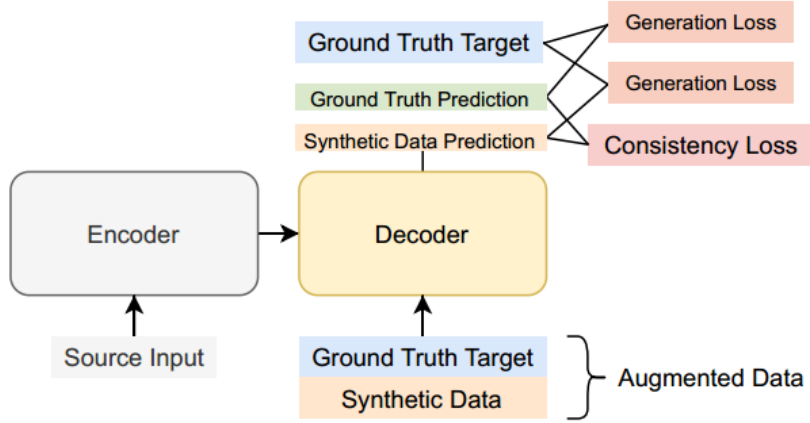 Ground Truth Target
Generation Loss
Ground Truth Prediction
Generation Loss
Synthetic Data Prediction
Consistency Loss
Encoder
Decoder
Source Input
Ground Truth Target
Synthetic Data
Augmented Data